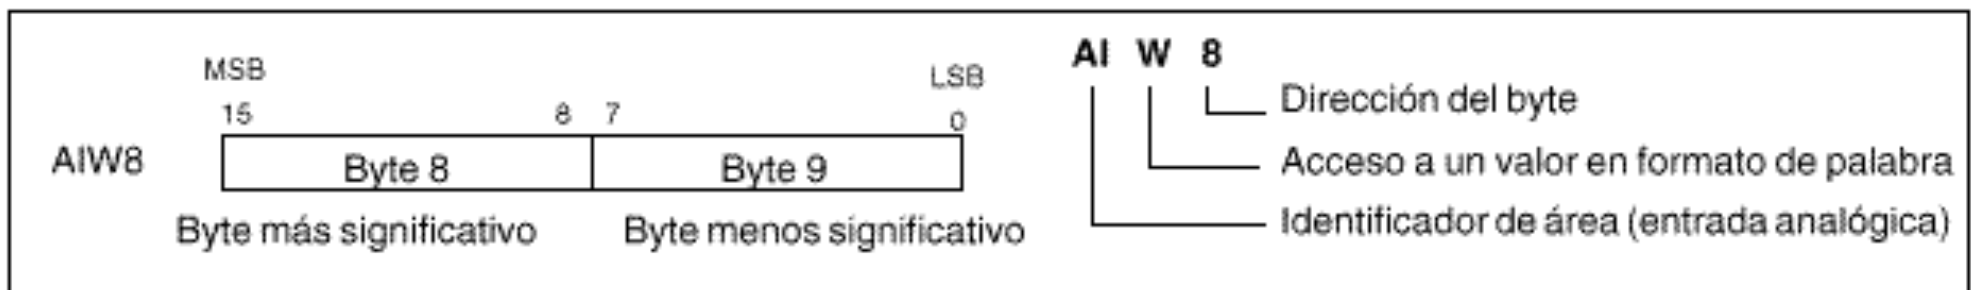 MSB
LSB
15 8 7 0
AIW8 Byte 8 Byte 9
Byte más significativo Byte menos significativo
AI W 8
Dirección del byte
Acceso a un valor en formato de palabra
Identificador de área (entrada analógica)